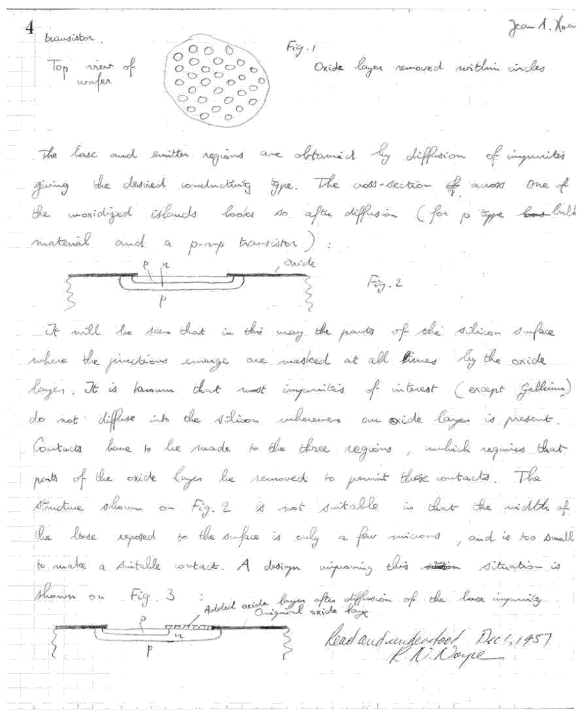 4
Jean A. Hoer
transistor.
Fig. 1
Top view of
wafer
Oxide layer removed within circles
The base and emitter regions are obtained by diffusion of impurities
giving the desired conductivity type. The cross-section across one of
the unoxidized islands looks so after diffusion (for p type bulk
material and a p-n-p transistor) :
p n oxide
Fig. 2
p
It will be seen that in this way the parts of the silicon surface
where the junctions emerge are masked at all times by the oxide
layer. It is known that most impurities of interest (except Gallium)
do not diffuse into the silicon wherever an oxide layer is present.
Contacts have to be made to the three regions, which requires that
parts of the oxide layer be removed to permit these contacts. The
structure shown on Fig. 2 is not suitable in that the width of
the base exposed to the surface is only a few microns, and is too small
to make a suitable contact. A design improving this situation is
shown on Fig. 3 :
Added oxide layer after diffusion of the base impurity
Original oxide layer
p
n
p
Read and understood Dec 1, 1957
R N Noyce